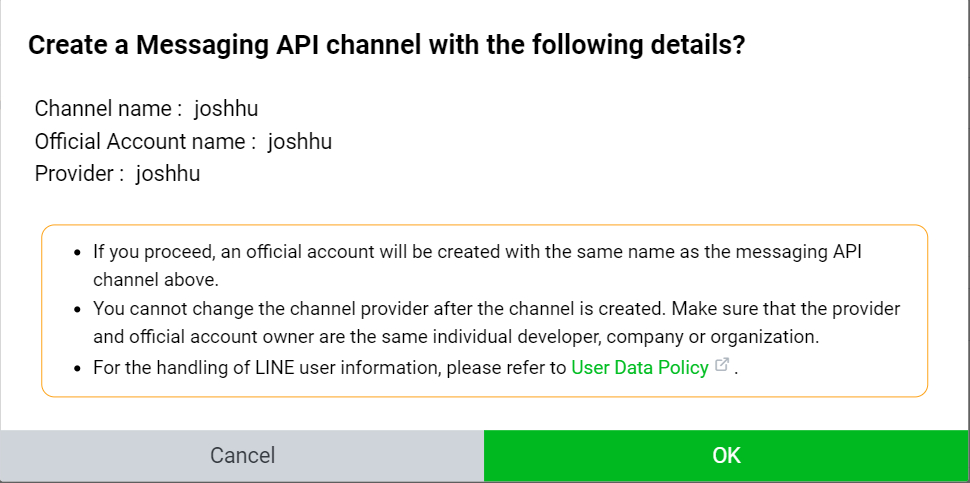 Create a Messaging API channel with the following details?
Channel name :  joshhu
Official Account name :  joshhu
Provider :  joshhu
• If you proceed, an official account will be created with the same name as the messaging API
channel above.
• You cannot change the channel provider after the channel is created. Make sure that the provider
and official account owner are the same individual developer, company or organization.
• For the handling of LINE user information, please refer to User Data Policy .
Cancel
OK